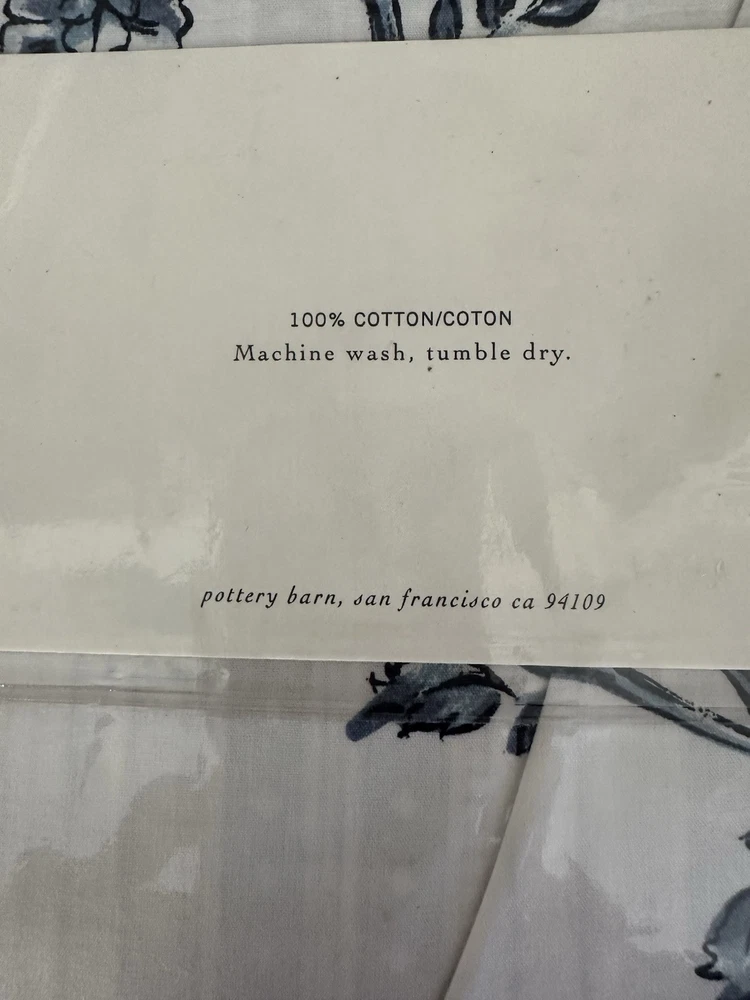 100% COTTON/COTON
Machine wash, tumble dry.
pottery barn, san francisco ca 94109